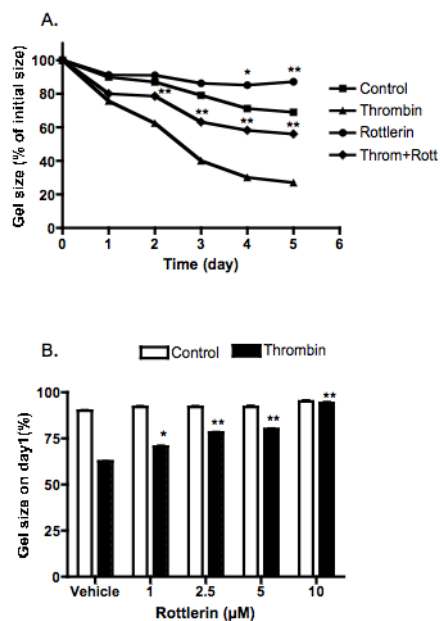 A.
Gel size (% of initial size)
100
80
60
40
20
0
* **
** ** ** **
Control
Thrombin
Rottlerin
Throm+Rott
0 1 2 3 4 5 6
Time (day)
B.
Control Thrombin
Gel size on day1(%)
100
75
50
25
0
* ** ** **
Vehicle 1 2.5 5 10
Rottlerin (µM)